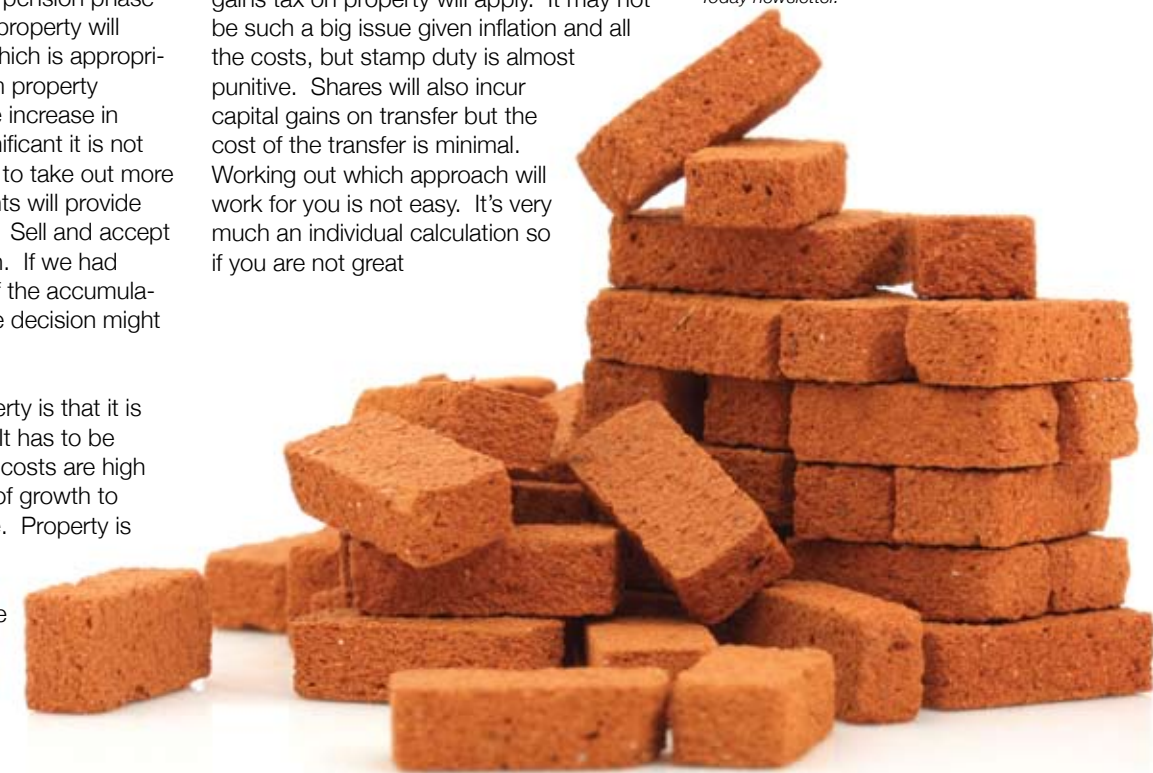 pension phase
property will
hich is appropri-
n property
e increase in
nificant it is not
to take out more
nts will provide
Sell and accept
n. If we had
f the accumula-
e decision might
erty is that it is
It has to be
costs are high
of growth to
e. Property is
e
gains tax on property will apply. It may not
be such a big issue given inflation and all
the costs, but stamp duty is almost
punitive. Shares will also incur
capital gains on transfer but the
cost of the transfer is minimal.
Working out which approach will
work for you is not easy. It’s very
much an individual calculation so
if you are not great
Today newsletter.